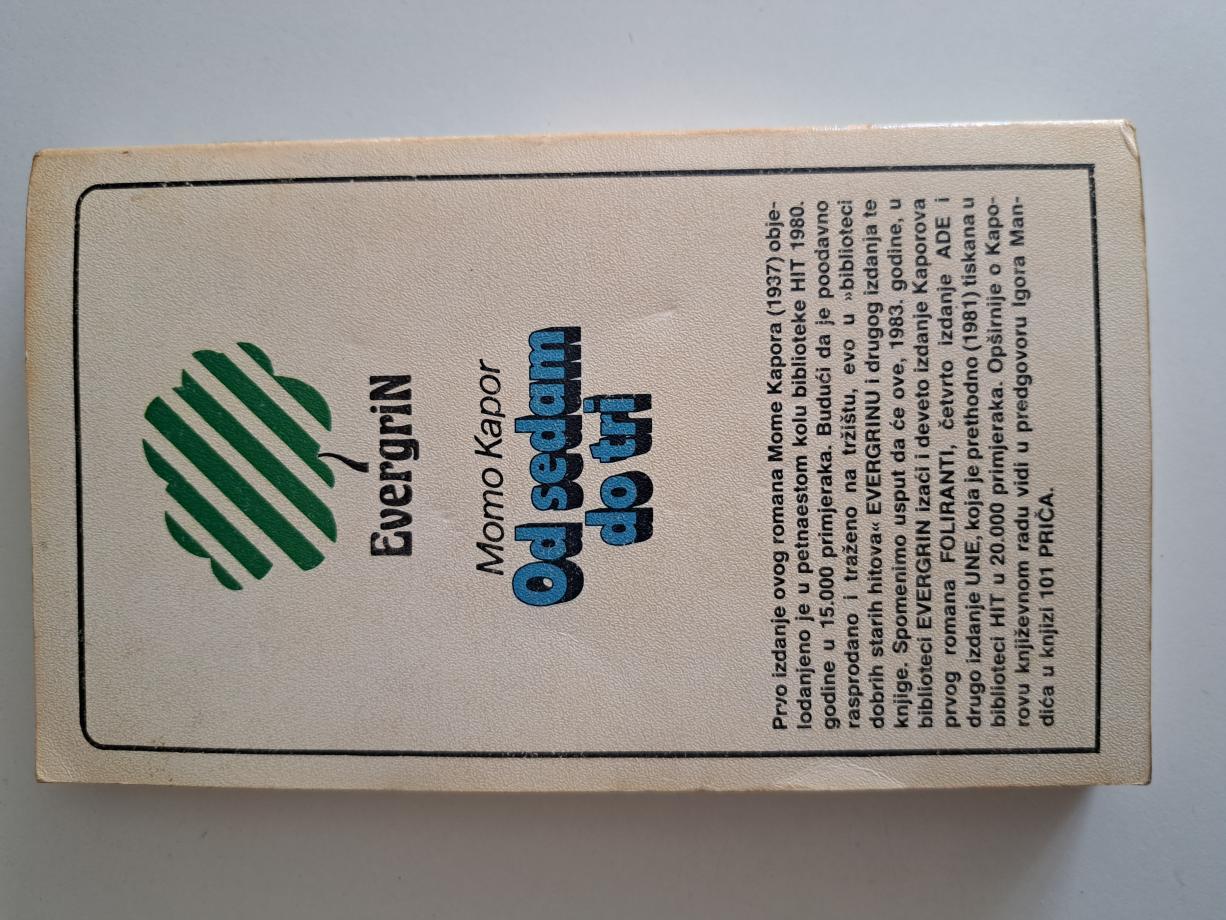 EvergriN
Momo Kapor
Od sedam
do tri
Prvo izdanje ovog romana Mome Kapora (1937) obje-
lodanjeno je u petnaestom kolu biblioteke HIT 1980.
godine u 15.000 primjeraka. Budući da je poodavno
rasprodano i traženo na tržištu, evo u »biblioteci
dobrih starih hitova« EVERGRINU i drugog izdanja te
knjige. Spomenimo usput da će ove, 1983. godine, u
biblioteci EVERGRIN izaći i deveto izdanje Kaporova
prvog romana FOLIRANTI, četvrto izdanje ADE i
drugo izdanje UNE, koja je prethodno (1981) tiskana u
biblioteci HIT u 20.000 primjeraka. Opširnije o Kapo-
rovu književnom radu vidi u predgovoru Igora Man-
dića u knjizi 101 PRIČA.